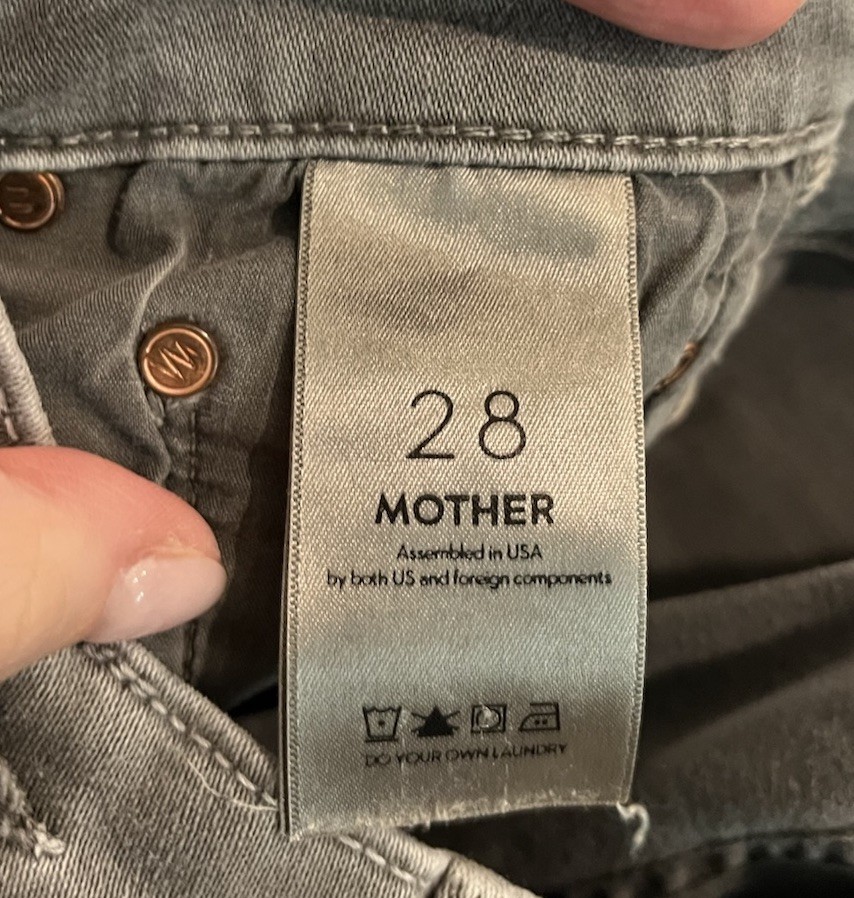 28
MOTHER
Assembled in USA
by both US and foreign components
DO YOUR OWN LAUNDRY